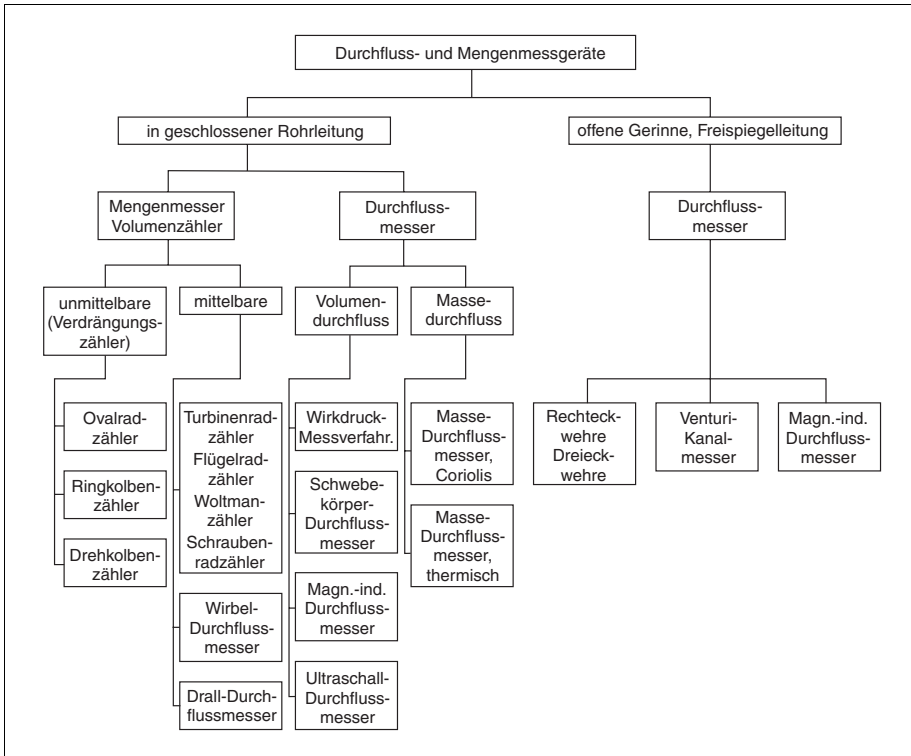 Durchfluss- und Mengenmessgeräte
in geschlossener Rohrleitung
offene Gerinne, Freispiegelleitung
Mengenmesser
Volumenzähler
Durchfluss-
messer
Durchfluss-
messer
unmittelbare
(Verdrängungs-
zähler)
mittelbare
Volumen-
durchfluss
Masse-
durchfluss
Ovalrad-
zähler
Ringkolben-
zähler
Drehkolben-
zähler
Turbinenrad-
zähler
Flügelrad-
zähler
Woltman-
zähler
Schrauben-
radzähler
Wirbel-
Durchfluss-
messer
Drall-Durch-
flussmesser
Wirkdruck-
Messverfahr.
Schwebe-
körper-
Durchfluss-
messer
Magn.-ind.
Durchfluss-
messer
Ultraschall-
Durchfluss-
messer
Masse-
Durchfluss-
messer,
Coriolis
Masse-
Durchfluss-
messer,
thermisch
Rechteck-
wehre
Dreieck-
wehre
Venturi-
Kanal-
messer
Magn.-ind.
Durchfluss-
messer